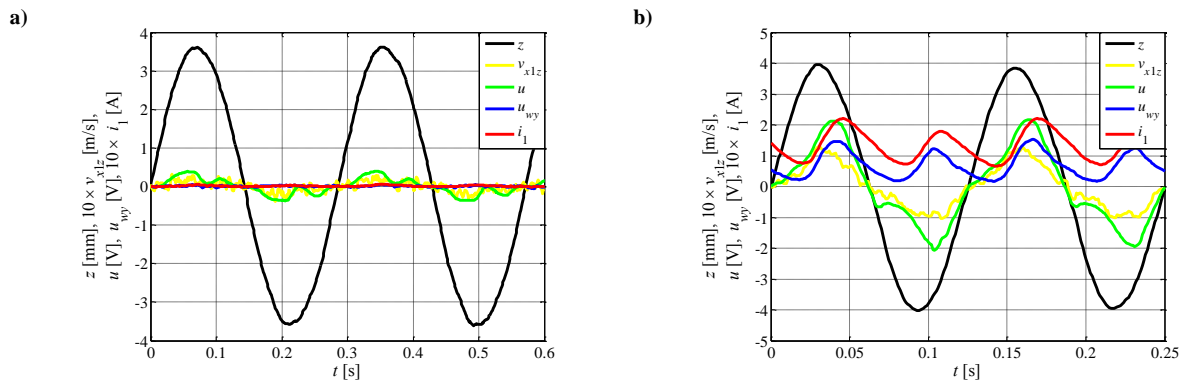 a)
z [mm], 10 × v_x1z [m/s],
u [V], u_wy [V], 10 × i_1 [A]
4
3
2
1
0
-1
-2
-3
-4
0
0.1
0.2
0.3
0.4
0.5
0.6
t [s]
z
v_x1z
u
u_wy
i_1
b)
z [mm], 10 × v_x1z [m/s],
u [V], u_wy [V], 10 × i_1 [A]
5
4
3
2
1
0
-1
-2
-3
-4
-5
0
0.05
0.1
0.15
0.2
0.25
t [s]
z
v_x1z
u
u_wy
i_1